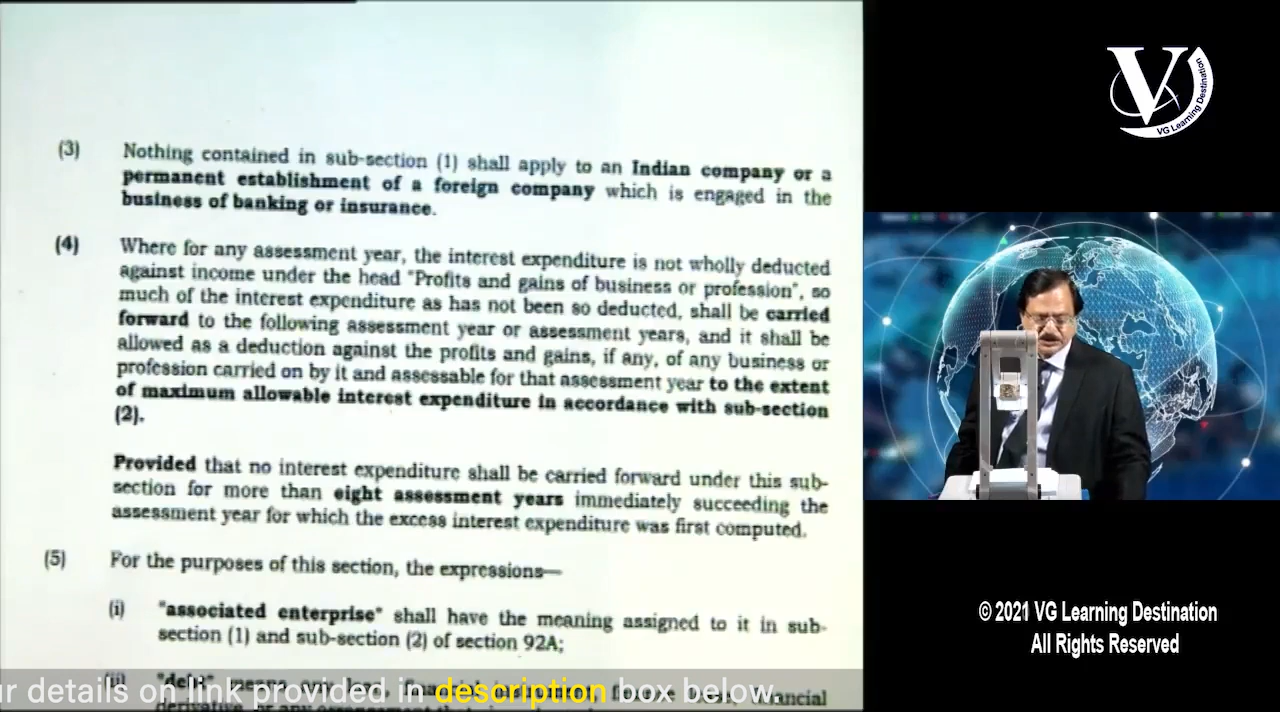 (3) Nothing contained in sub-section (1) shall apply to an Indian company or a
permanent establishment of a foreign company which is engaged in the
business of banking or insurance.
(4) Where for any assessment year, the interest expenditure is not wholly deducted
against income under the head "Profits and gains of business or profession", so
much of the interest expenditure as has not been so deducted, shall be carried
forward to the following assessment year or assessment years, and it shall be
allowed as a deduction against the profits and gains, if any, of any business or
profession carried on by it and assessable for that assessment year to the extent
of maximum allowable interest expenditure in accordance with sub-section
(2).
Provided that no interest expenditure shall be carried forward under this sub-
section for more than eight assessment years immediately succeeding the
assessment year for which the excess interest expenditure was first computed.
(5) For the purposes of this section, the expressions—
(i) "associated enterprise" shall have the meaning assigned to it in sub-
section (1) and sub-section (2) of section 92A;
(ii) "debt" means
r details on link provided in description box below.
V
VG Learning Destination
© 2021 VG Learning Destination
All Rights Reserved